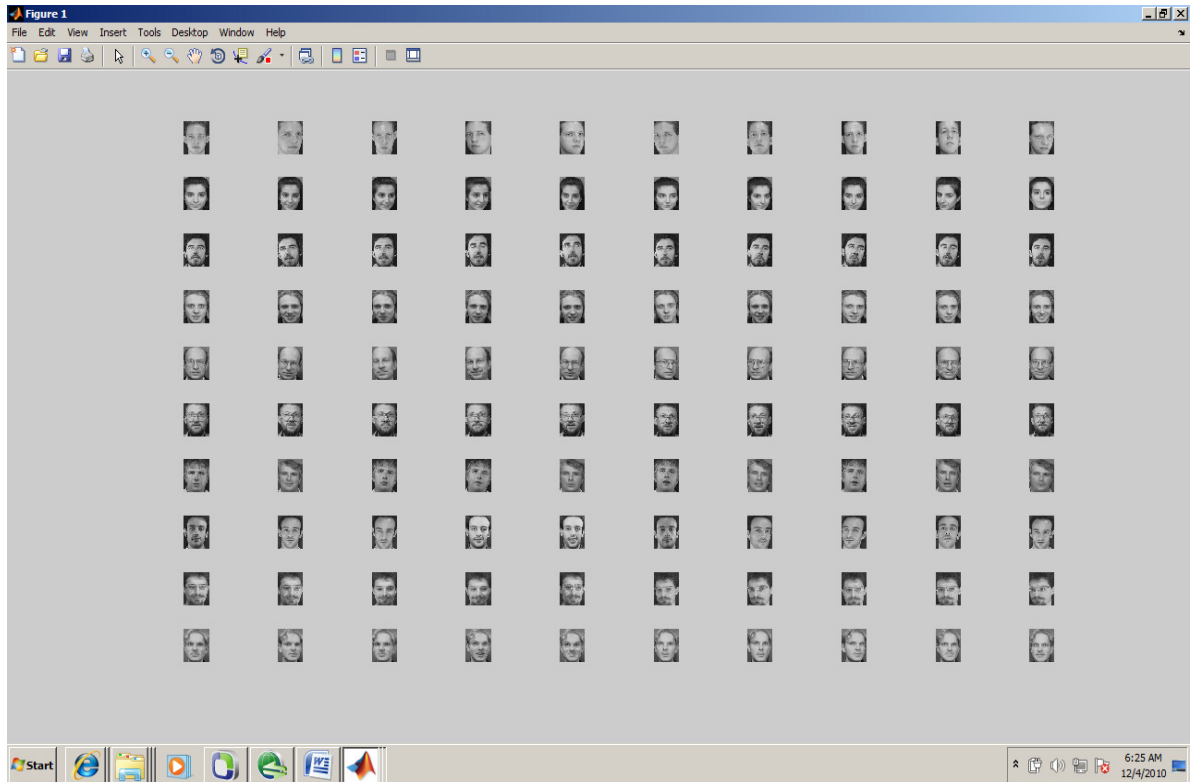 Figure 1
File Edit View Insert Tools Desktop Window Help
Start
6:25 AM
12/4/2010